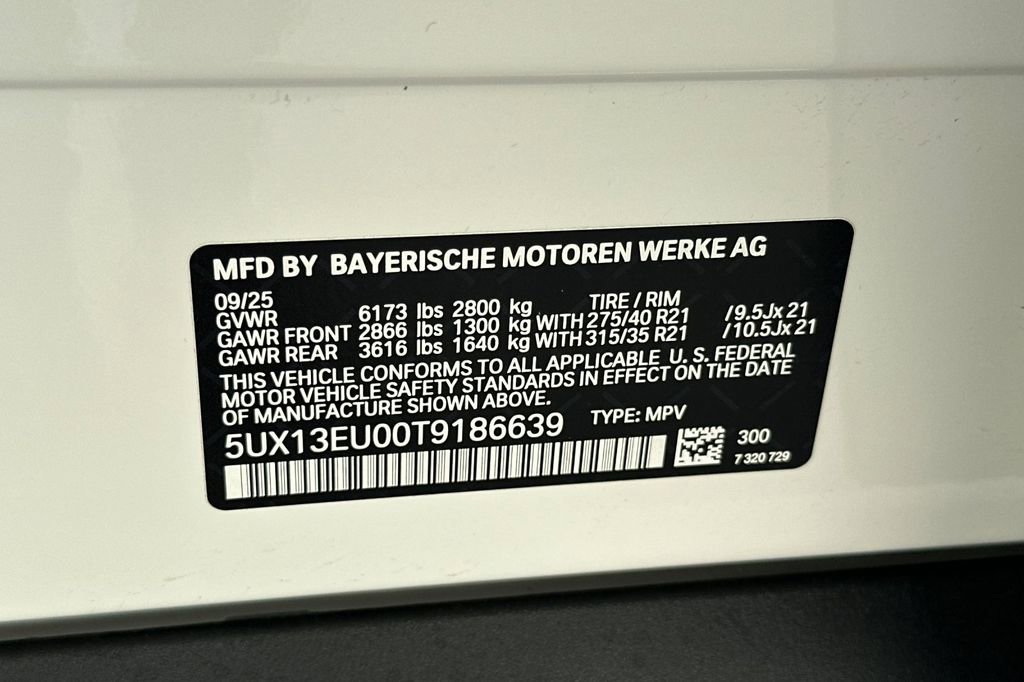 MFD BY BAYERISCHE MOTOREN WERKE AG
09/25 TIRE / RIM
GVWR 6173 lbs 2800 kg
GAWR FRONT 2866 lbs 1300 kg WITH 275/40 R21 /9.5Jx21
GAWR REAR 3616 lbs 1640 kg WITH 315/35 R21 /10.5Jx21
THIS VEHICLE CONFORMS TO ALL APPLICABLE U. S. FEDERAL
MOTOR VEHICLE SAFETY STANDARDS IN EFFECT ON THE DATE
OF MANUFACTURE SHOWN ABOVE.
5UX13EU00T9186639 TYPE: MPV
300
7 320 729